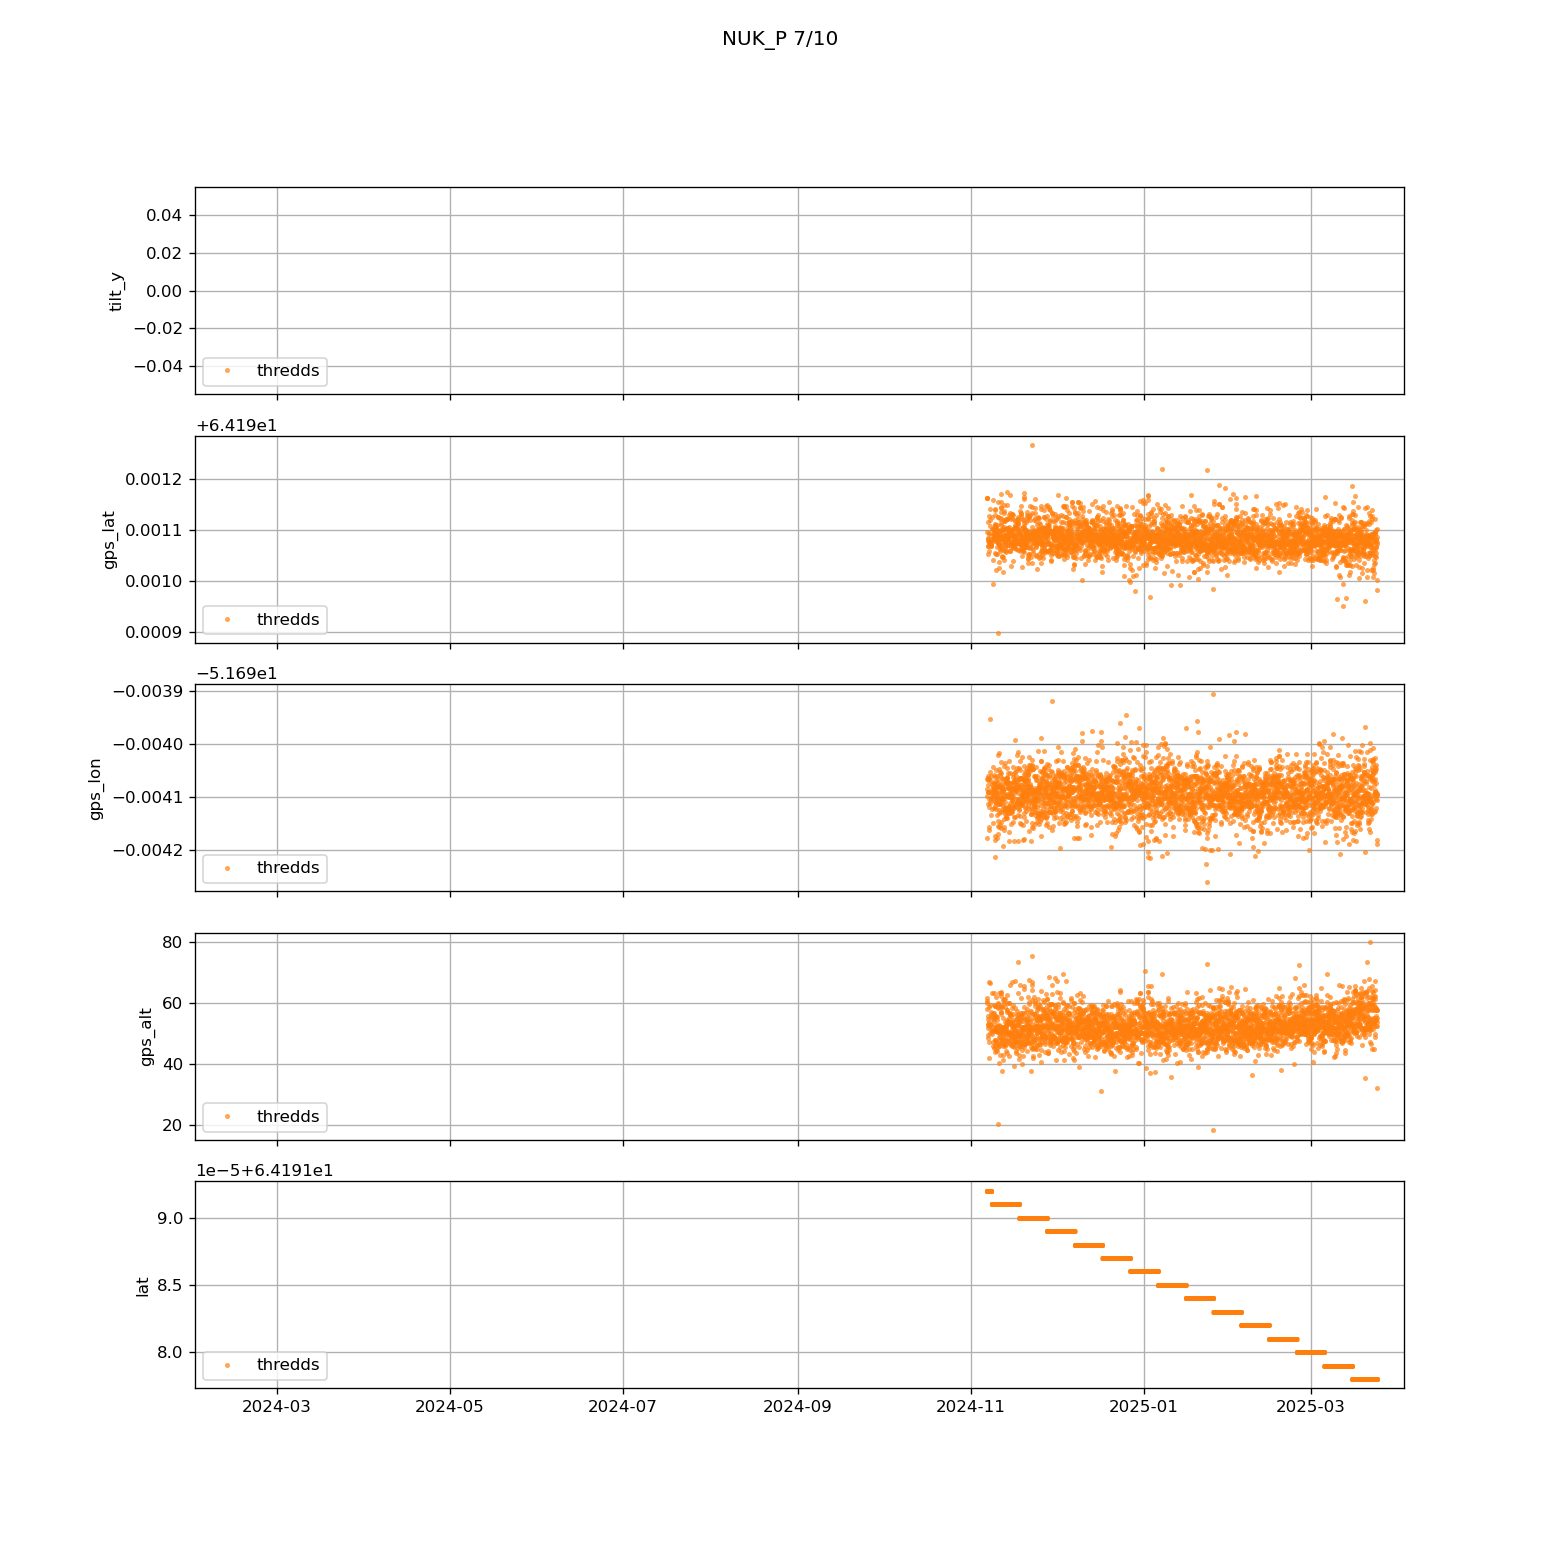 NUK_P 7/10
0.04
0.02
0.00
−0.02
−0.04
tilt_y
thredds
+6.419e1
0.0012
0.0011
0.0010
0.0009
gps_lat
thredds
−5.169e1
−0.0039
−0.0040
−0.0041
−0.0042
gps_lon
thredds
80
60
40
20
gps_alt
thredds
1e−5+6.4191e1
9.0
8.5
8.0
lat
thredds
2024-03 2024-05 2024-07 2024-09 2024-11 2025-01 2025-03